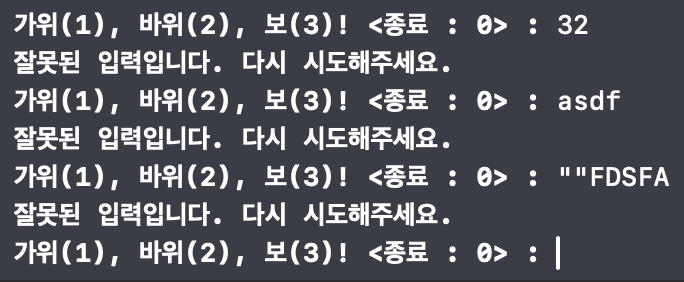 가위(1), 바위(2), 보(3)! <종료 : 0> : 32
잘못된 입력입니다. 다시 시도해주세요.
가위(1), 바위(2), 보(3)! <종료 : 0> : asdf
잘못된 입력입니다. 다시 시도해주세요.
가위(1), 바위(2), 보(3)! <종료 : 0> : ""FDSFA
잘못된 입력입니다. 다시 시도해주세요.
가위(1), 바위(2), 보(3)! <종료 : 0> :